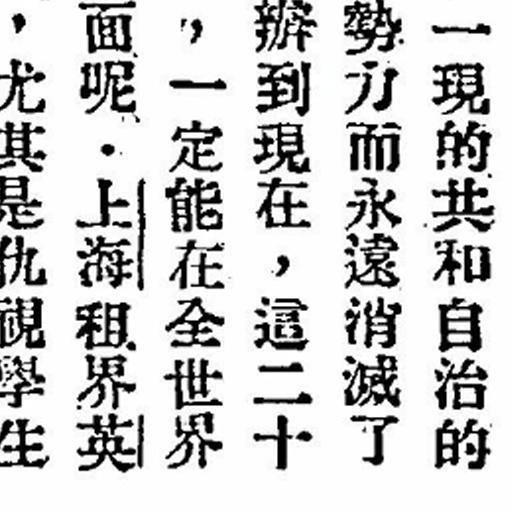 一現的共和自治的
勢力而永遠消滅了
辦到現在，這二十
，一定能在全世界
面呢．上海租界英
，尤其是仇視學生